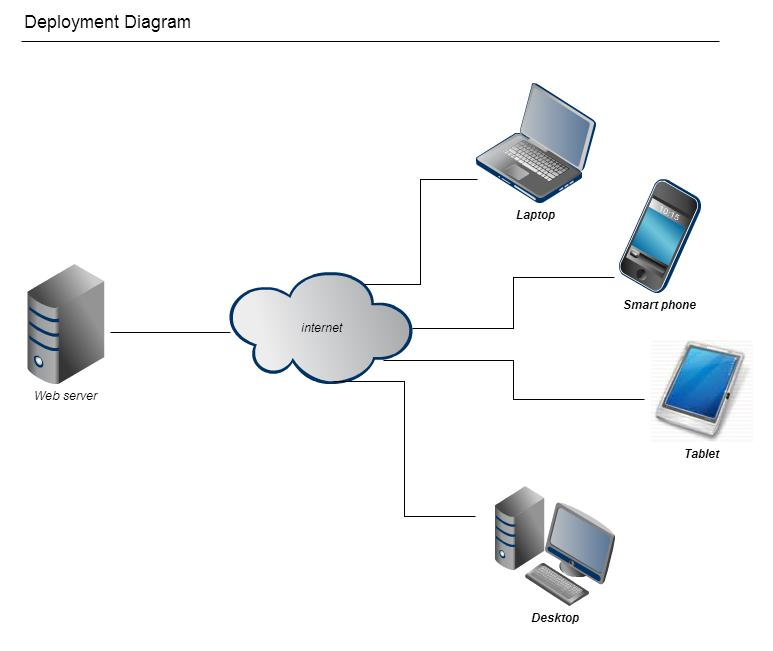 Deployment Diagram
Laptop
10:15
Smart phone
internet
Web server
Tablet
Desktop